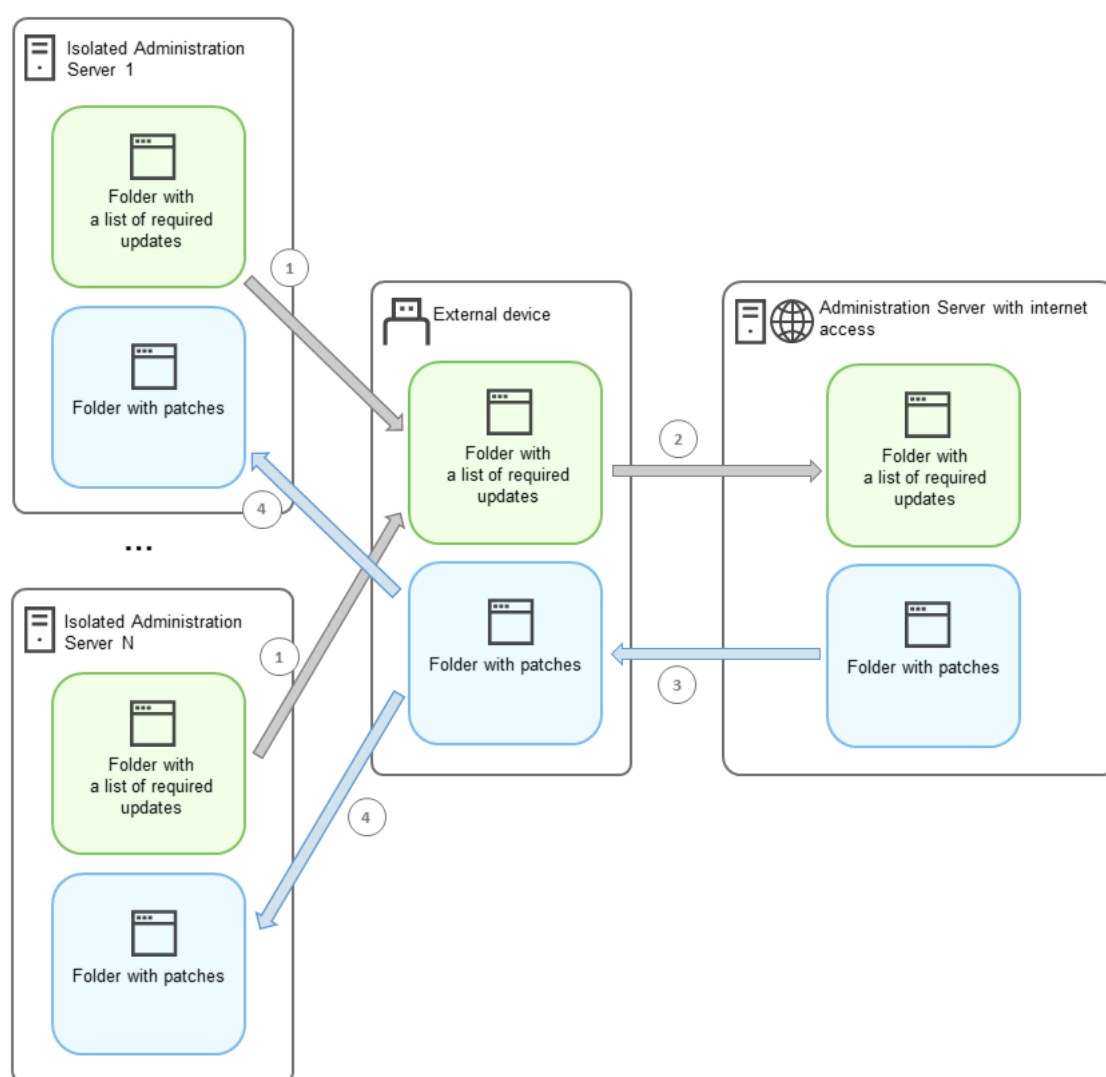 Isolated Administration
Server 1
Folder with
a list of required
updates
1
Folder with patches
4
...
Isolated Administration
Server N
1
Folder with
a list of required
updates
4
Folder with patches
External device
Folder with
a list of required
updates
2
Folder with patches
3
Administration Server with internet
access
Folder with
a list of required
updates
Folder with patches